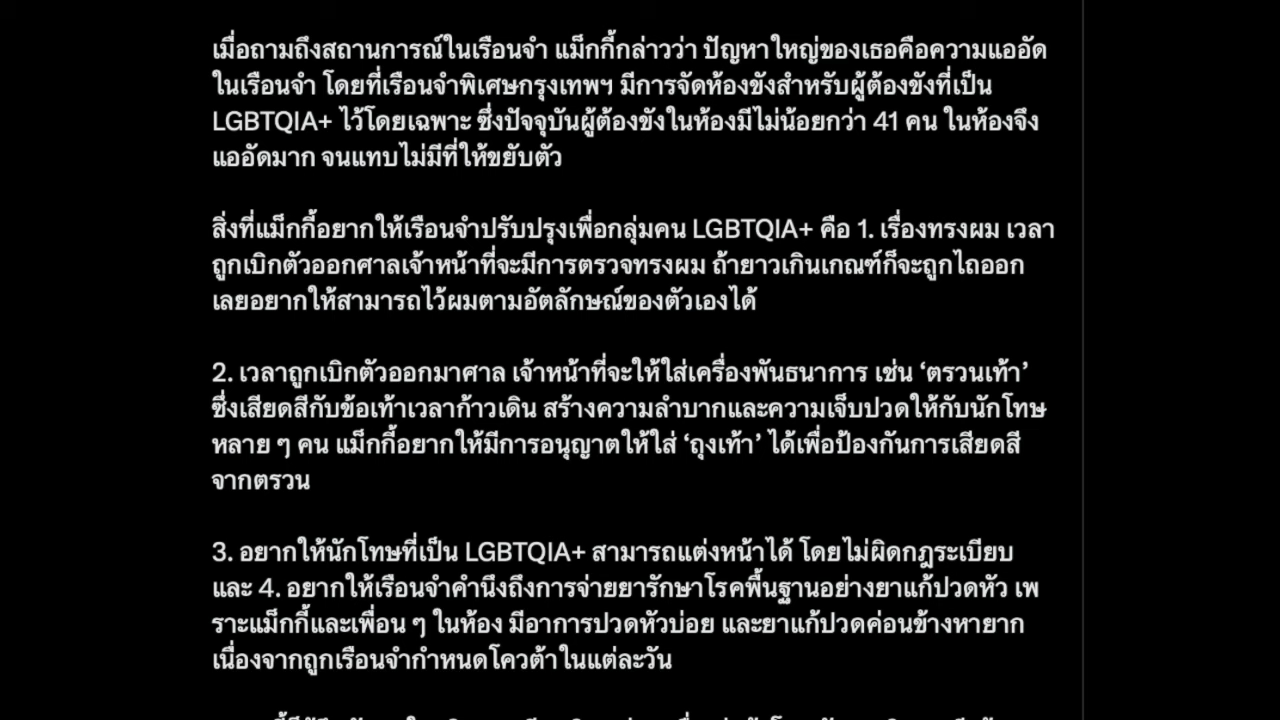 เมื่อถามถึงสถานการณ์ในเรือนจำ แม็กกี้กล่าวว่า ปัญหาใหญ่ของเธอคือความแออัด
ในเรือนจำ โดยที่เรือนจำพิเศษกรุงเทพฯ มีการจัดห้องขังสำหรับผู้ต้องขังที่เป็น
LGBTQIA+ ไว้โดยเฉพาะ ซึ่งปัจจุบันผู้ต้องขังในห้องมีไม่น้อยกว่า 41 คน ในห้องจึง
แออัดมาก จนแทบไม่มีที่ให้ขยับตัว
สิ่งที่แม็กกี้อยากให้เรือนจำปรับปรุงเพื่อกลุ่มคน LGBTQIA+ คือ 1. เรื่องทรงผม เวลา
ถูกเบิกตัวออกศาลเจ้าหน้าที่จะมีการตรวจทรงผม ถ้ายาวเกินเกณฑ์ก็จะถูกไถออก
เลยอยากให้สามารถไว้ผมตามอัตลักษณ์ของตัวเองได้
2. เวลาถูกเบิกตัวออกมาศาล เจ้าหน้าที่จะให้ใส่เครื่องพันธนาการ เช่น ‘ตรวนเท้า’
ซึ่งเสียดสีกับข้อเท้าเวลาก้าวเดิน สร้างความลำบากและความเจ็บปวดให้กับนักโทษ
หลาย ๆ คน แม็กกี้อยากให้มีการอนุญาตให้ใส่ ‘ถุงเท้า’ ได้เพื่อป้องกันการเสียดสี
จากตรวน
3. อยากให้นักโทษที่เป็น LGBTQIA+ สามารถแต่งหน้าได้ โดยไม่ผิดกฎระเบียบ
และ 4. อยากให้เรือนจำคำนึงถึงการจ่ายยารักษาโรคพื้นฐานอย่างยาแก้ปวดหัว เพ
ราะแม็กกี้และเพื่อน ๆ ในห้อง มีอาการปวดหัวบ่อย และยาแก้ปวดค่อนข้างหายาก
เนื่องจากถูกเรือนจำกำหนดโควต้าในแต่ละวัน